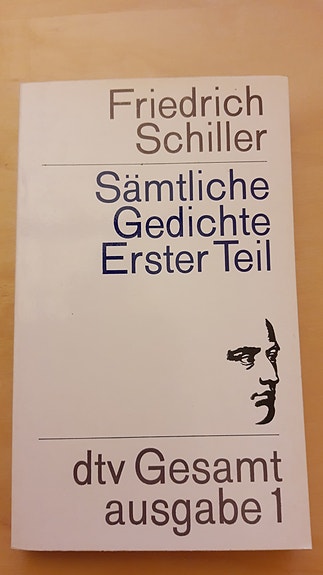 Friedrich
Schiller
Sämtliche
Gedichte
Erster Teil
dtv Gesamt
ausgabe 1